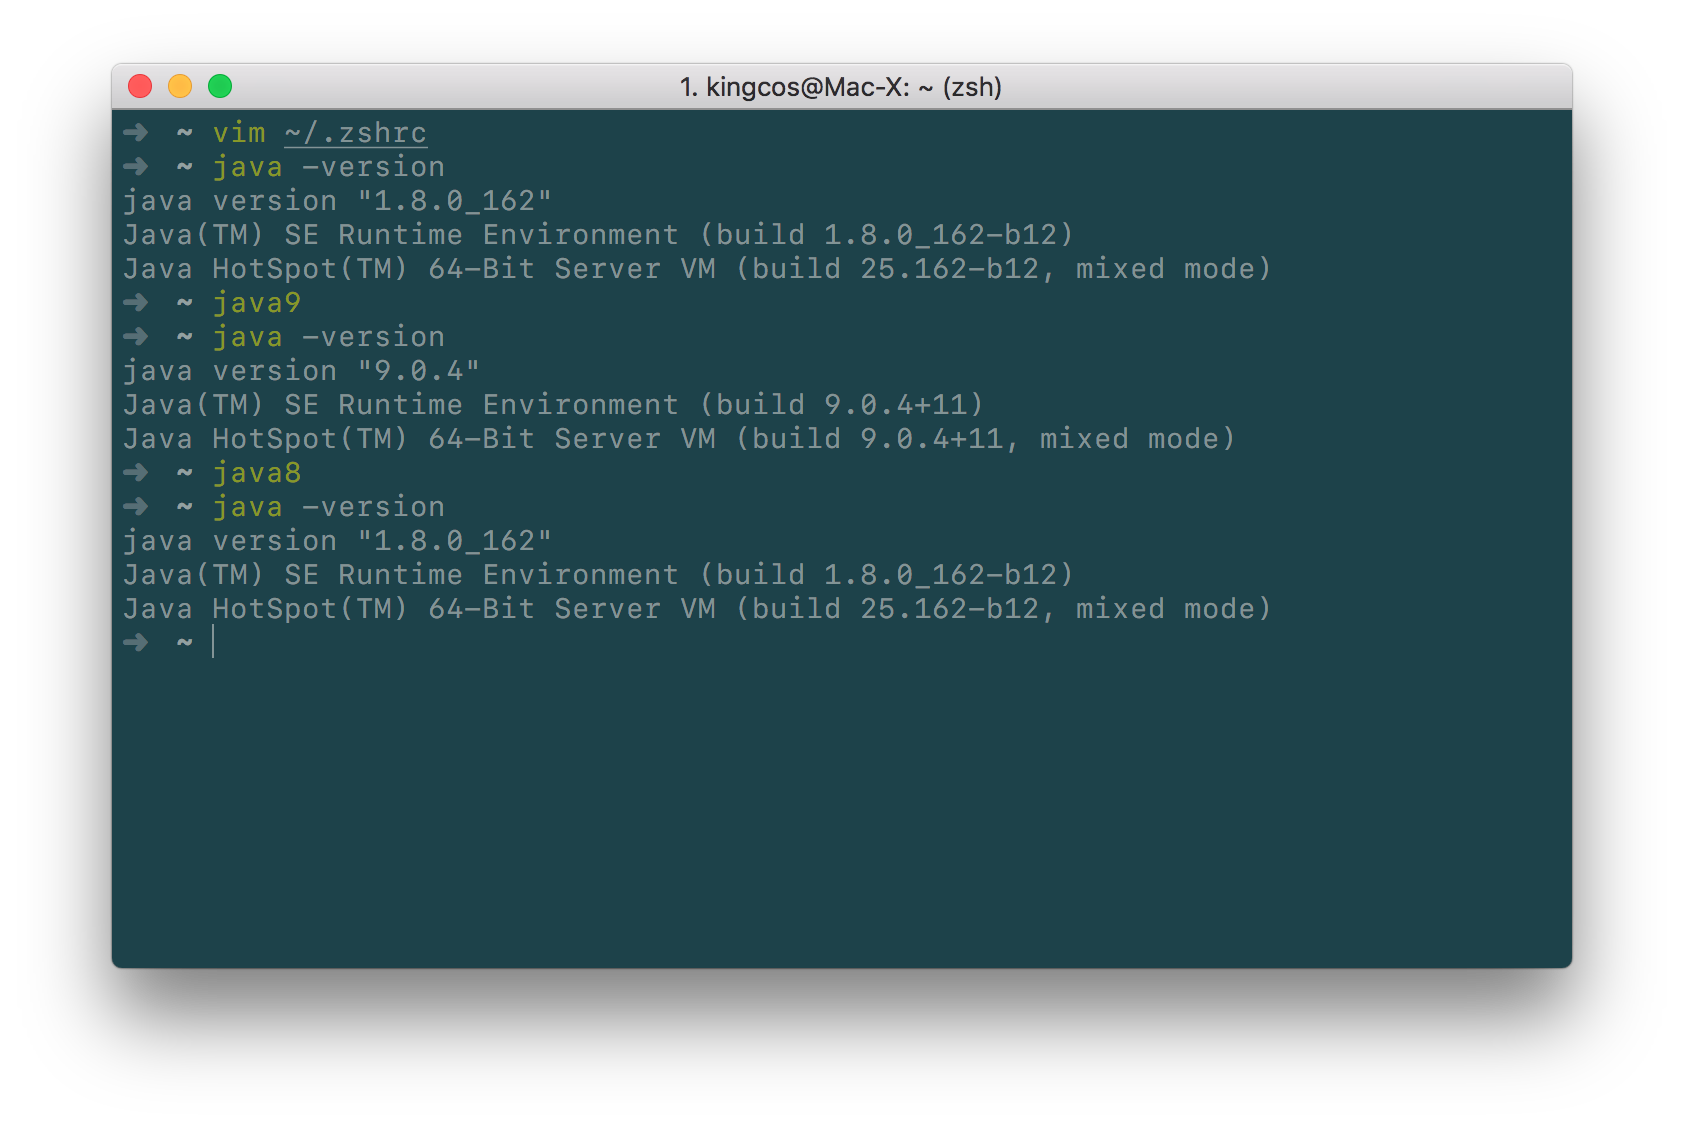 1. kingcos@Mac-X: ~ (zsh)
➜ ~ vim ~/.zshrc
➜ ~ java -version
java version "1.8.0_162"
Java(TM) SE Runtime Environment (build 1.8.0_162-b12)
Java HotSpot(TM) 64-Bit Server VM (build 25.162-b12, mixed mode)
➜ ~ java9
➜ ~ java -version
java version "9.0.4"
Java(TM) SE Runtime Environment (build 9.0.4+11)
Java HotSpot(TM) 64-Bit Server VM (build 9.0.4+11, mixed mode)
➜ ~ java8
➜ ~ java -version
java version "1.8.0_162"
Java(TM) SE Runtime Environment (build 1.8.0_162-b12)
Java HotSpot(TM) 64-Bit Server VM (build 25.162-b12, mixed mode)
➜ ~